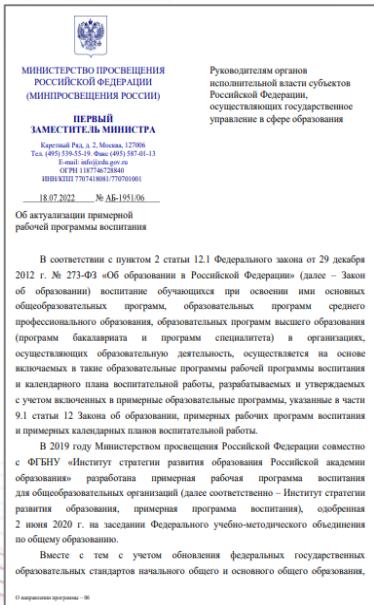 МИНИСТЕРСТВО ПРОСВЕЩЕНИЯ
РОССИЙСКОЙ ФЕДЕРАЦИИ
(МИНПРОСВЕЩЕНИЯ РОССИИ)
ПЕРВЫЙ
ЗАМЕСТИТЕЛЬ МИНИСТРА
Каретный Ряд, д. 2, Москва, 127006
Тел. (495) 539-55-19. Факс (495) 587-01-13
E-mail: info@edu.gov.ru
ОГРН 1187746728840
ИНН/КПП 7707418081/770701001
18.07.2022 № АБ-1951/06
Об актуализации примерной
рабочей программы воспитания
Руководителям органов
исполнительной власти субъектов
Российской Федерации,
осуществляющих государственное
управление в сфере образования
В соответствии с пунктом 2 статьи 12.1 Федерального закона от 29 декабря
2012 г. № 273-ФЗ «Об образовании в Российской Федерации» (далее – Закон
об образовании) воспитание обучающихся при освоении ими основных
общеобразовательных программ, образовательных программ среднего
профессионального образования, образовательных программ высшего образования
(программ бакалавриата и программ специалитета) в организациях,
осуществляющих образовательную деятельность, осуществляется на основе
включаемых в такие образовательные программы рабочей программы воспитания
и календарного плана воспитательной работы, разрабатываемых и утверждаемых
с учетом включенных в примерные образовательные программы, указанные в части
9.1 статьи 12 Закона об образовании, примерных рабочих программ воспитания
и примерных календарных планов воспитательной работы.
В 2019 году Министерством просвещения Российской Федерации совместно
с ФГБНУ «Институт стратегии развития образования Российской академии
образования» разработана примерная рабочая программа воспитания
для общеобразовательных организаций (далее соответственно – Институт стратегии
развития образования, примерная программа воспитания), одобренная
2 июня 2020 г. на заседании Федерального учебно-методического объединения
по общему образованию.
Вместе с тем с учетом обновления федеральных государственных
образовательных стандартов начального общего и основного общего образования,
О направлении программы – 06